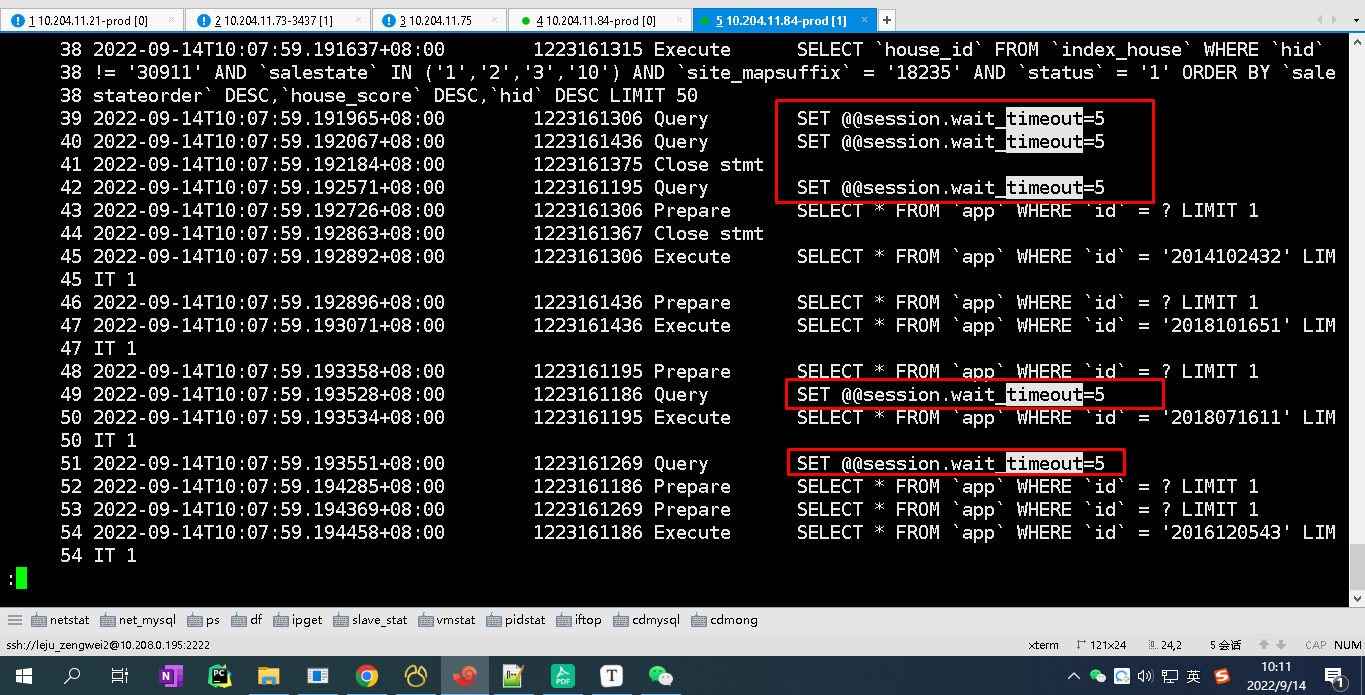 1 10.204.11.21-prod [0] × 2 10.204.11.73-3437 [1] × 3 10.204.11.75 × 4 10.204.11.84-prod [0] × 5 10.204.11.84-prod [1] × +
38 2022-09-14T10:07:59.191637+08:00 1223161315 Execute SELECT `house_id` FROM `index_house` WHERE `hid`
38 != '30911' AND `salestate` IN ('1','2','3','10') AND `site_mapsuffix` = '18235' AND `status` = '1' ORDER BY `sale
38 stateorder` DESC,`house_score` DESC,`hid` DESC LIMIT 50
39 2022-09-14T10:07:59.191965+08:00 1223161306 Query SET @@session.wait_timeout=5
40 2022-09-14T10:07:59.192067+08:00 1223161436 Query SET @@session.wait_timeout=5
41 2022-09-14T10:07:59.192184+08:00 1223161375 Close stmt
42 2022-09-14T10:07:59.192571+08:00 1223161195 Query SET @@session.wait_timeout=5
43 2022-09-14T10:07:59.192726+08:00 1223161306 Prepare SELECT * FROM `app` WHERE `id` = ? LIMIT 1
44 2022-09-14T10:07:59.192863+08:00 1223161367 Close stmt
45 2022-09-14T10:07:59.192892+08:00 1223161306 Execute SELECT * FROM `app` WHERE `id` = '2014102432' LIM
45 IT 1
46 2022-09-14T10:07:59.192896+08:00 1223161436 Prepare SELECT * FROM `app` WHERE `id` = ? LIMIT 1
47 2022-09-14T10:07:59.193071+08:00 1223161436 Execute SELECT * FROM `app` WHERE `id` = '2018101651' LIM
47 IT 1
48 2022-09-14T10:07:59.193358+08:00 1223161195 Prepare SELECT * FROM `app` WHERE `id` = ? LIMIT 1
49 2022-09-14T10:07:59.193528+08:00 1223161186 Query SET @@session.wait_timeout=5
50 2022-09-14T10:07:59.193534+08:00 1223161195 Execute SELECT * FROM `app` WHERE `id` = '2018071611' LIM
50 IT 1
51 2022-09-14T10:07:59.193551+08:00 1223161269 Query SET @@session.wait_timeout=5
52 2022-09-14T10:07:59.194285+08:00 1223161186 Prepare SELECT * FROM `app` WHERE `id` = ? LIMIT 1
53 2022-09-14T10:07:59.194369+08:00 1223161269 Prepare SELECT * FROM `app` WHERE `id` = ? LIMIT 1
54 2022-09-14T10:07:59.194458+08:00 1223161186 Execute SELECT * FROM `app` WHERE `id` = '2016120543' LIM
54 IT 1
:
netstat net_mysql ps df ipget slave_stat vmstat pidstat iftop cdmysql cdmong
ssh://leju_zengwei2@10.208.0.195:2222 xterm 121x24 24,2 5 会话 CAP NUM
N PC PDF T 英 S 10:11 1
2022/9/14